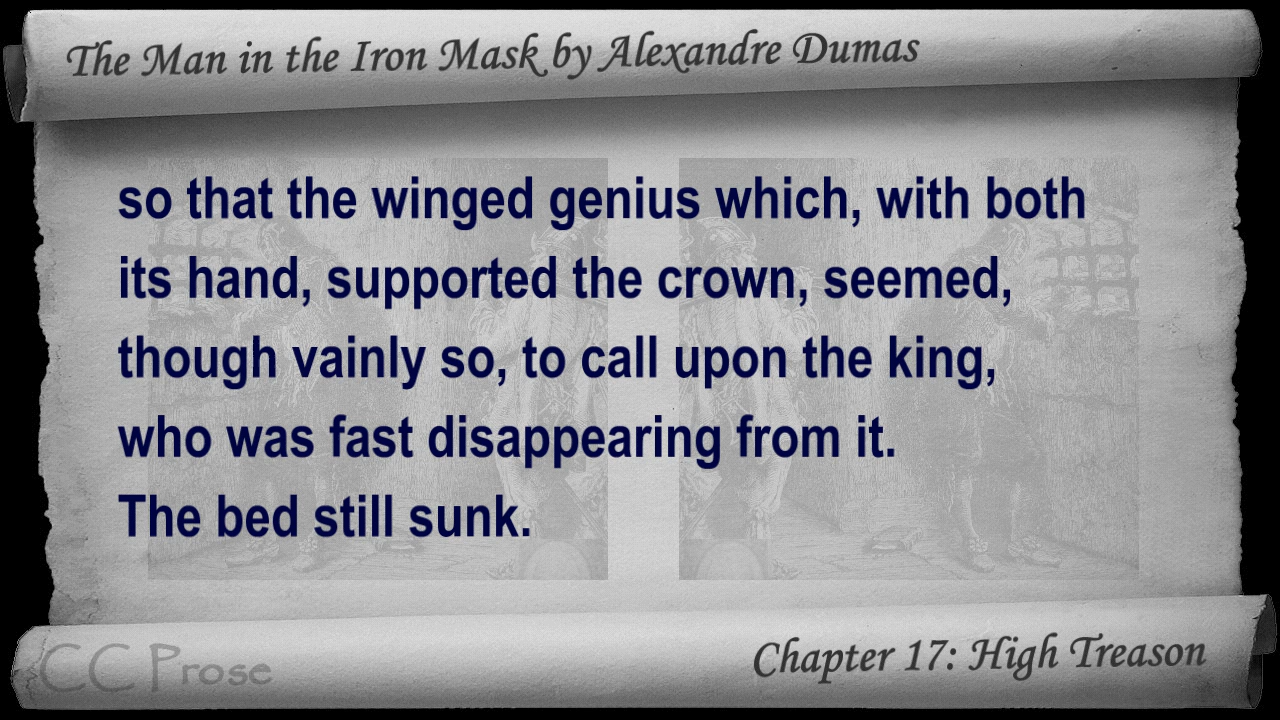 The Man in the Iron Mask by Alexandre Dumas
so that the winged genius which, with both
its hand, supported the crown, seemed,
though vainly so, to call upon the king,
who was fast disappearing from it.
The bed still sunk.
CC Prose
Chapter 17: High Treason